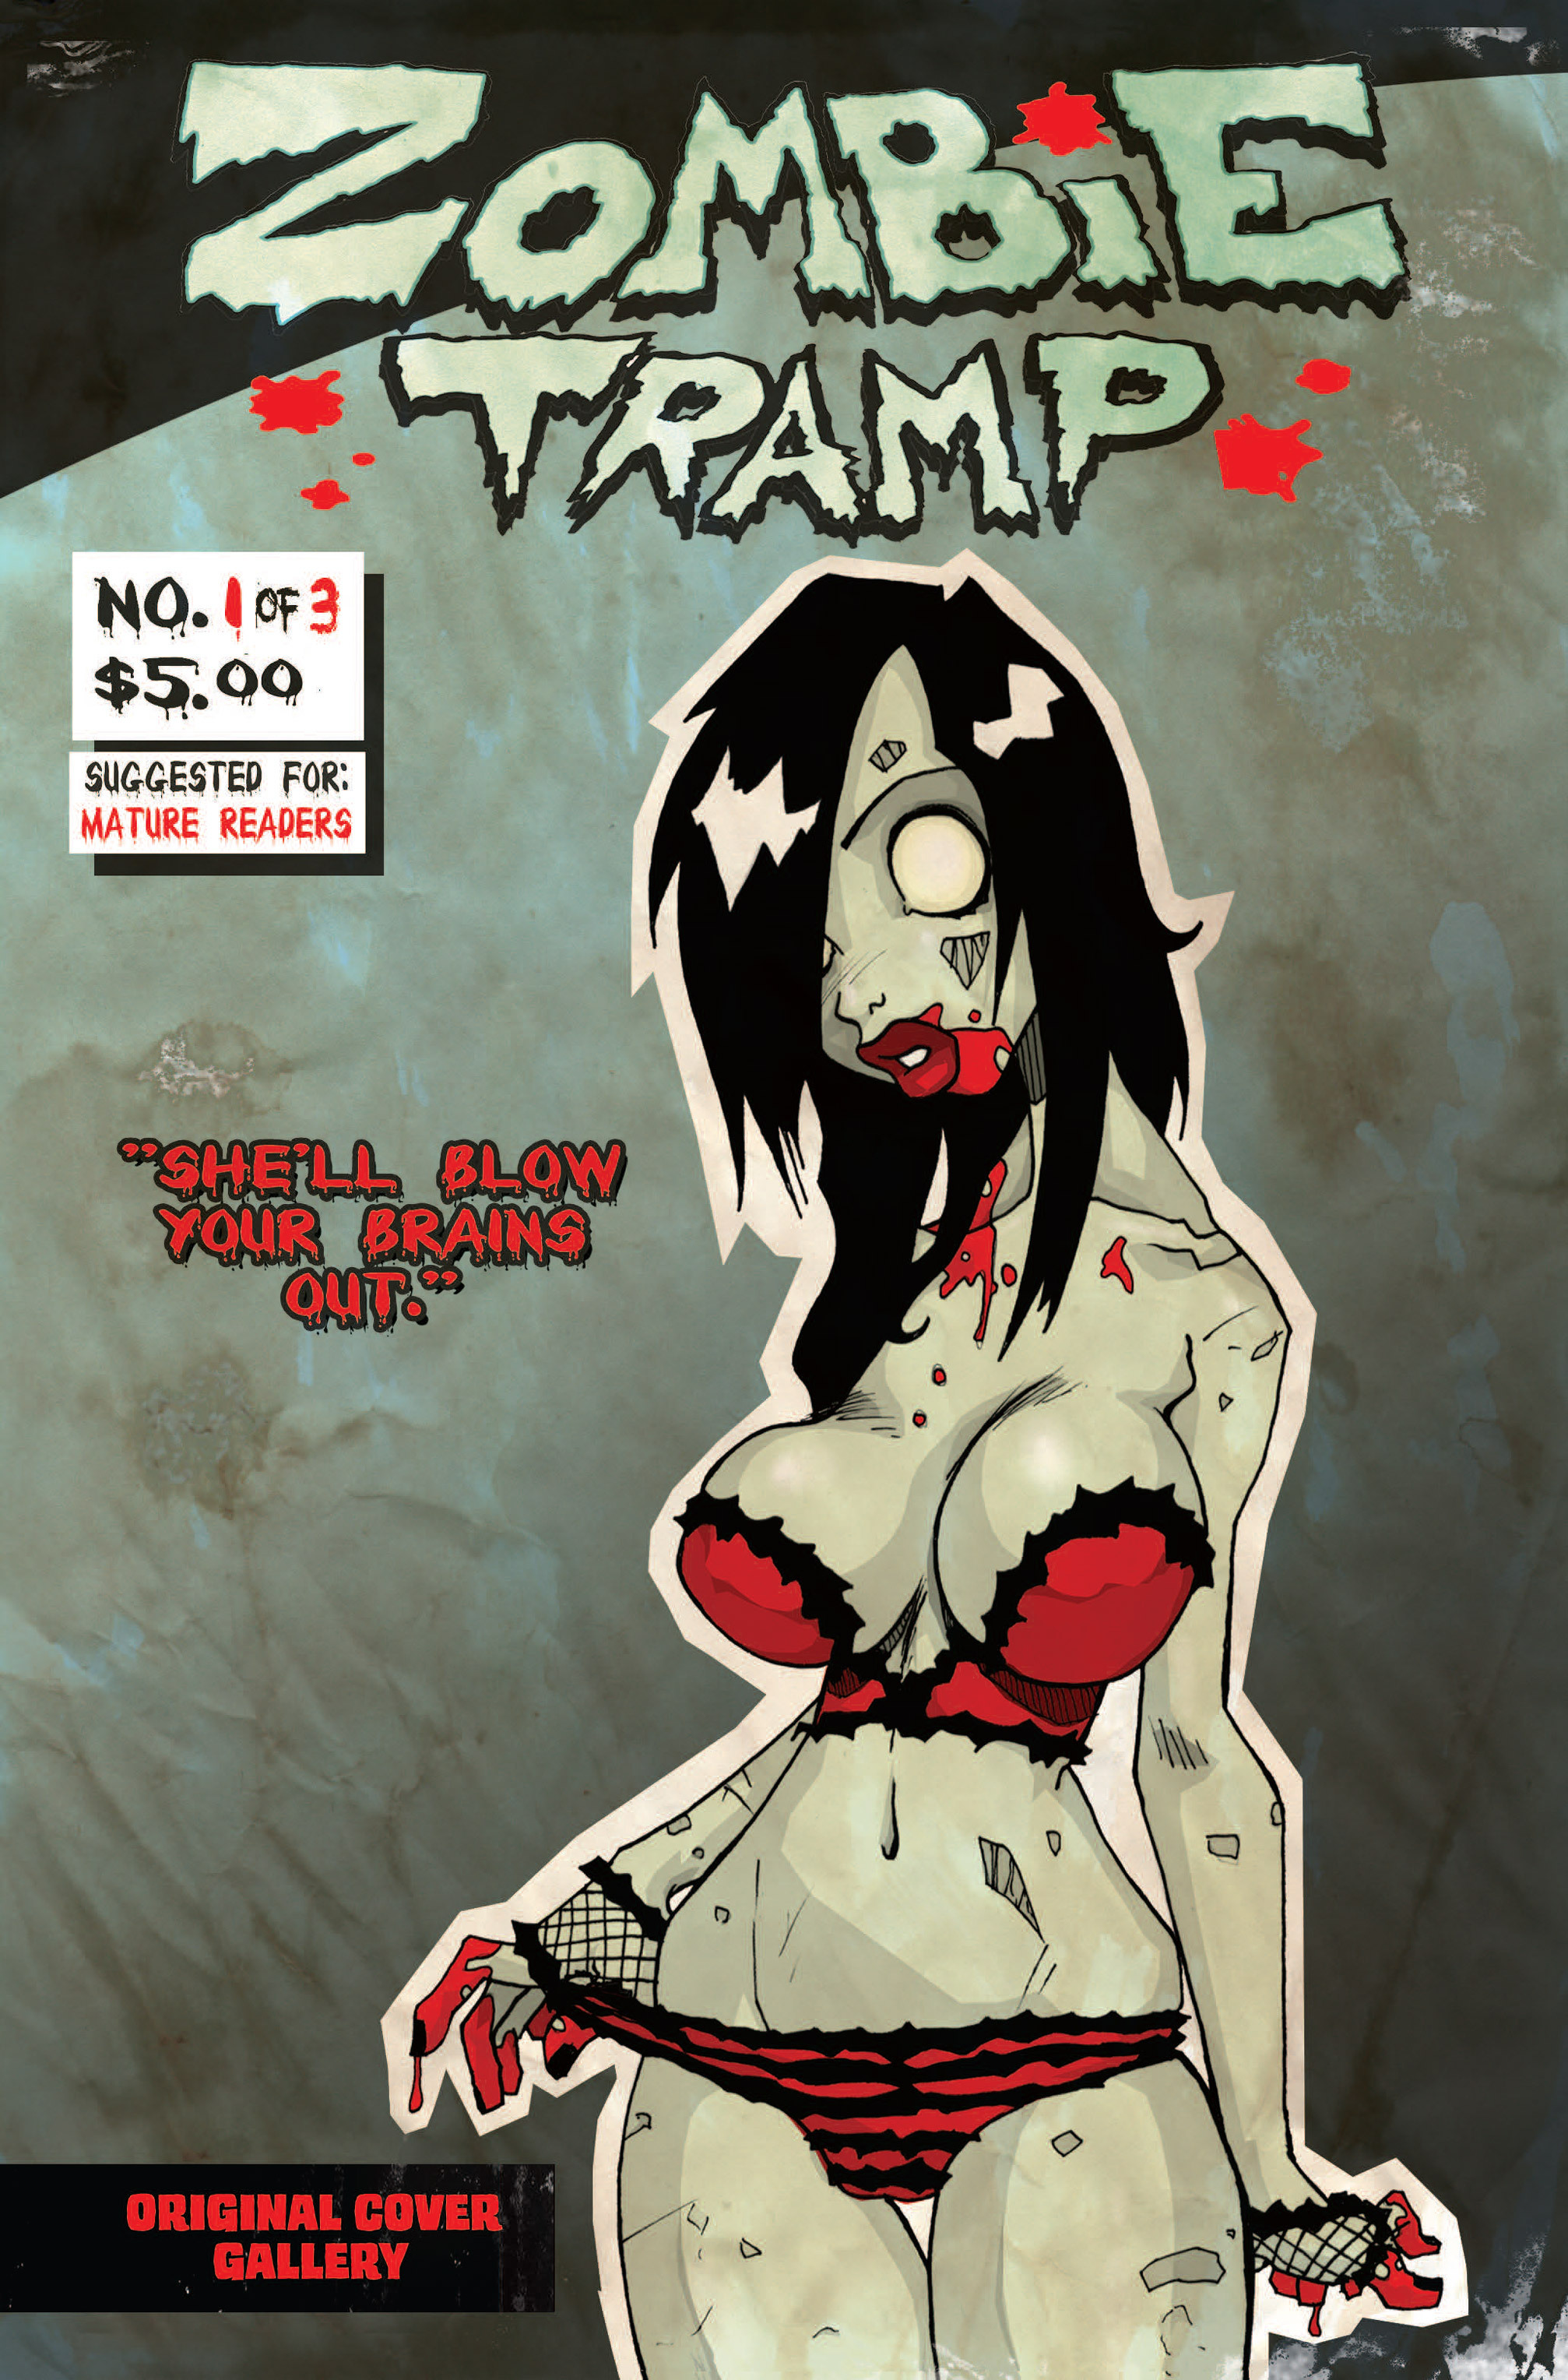 ZOMBiE
TRAMP
NO. 1 OF 3
$5.00
SUGGESTED FOR:
MATURE READERS
"SHE'LL BLOW
YOUR BRAINS
OUT."
ORIGINAL COVER
GALLERY